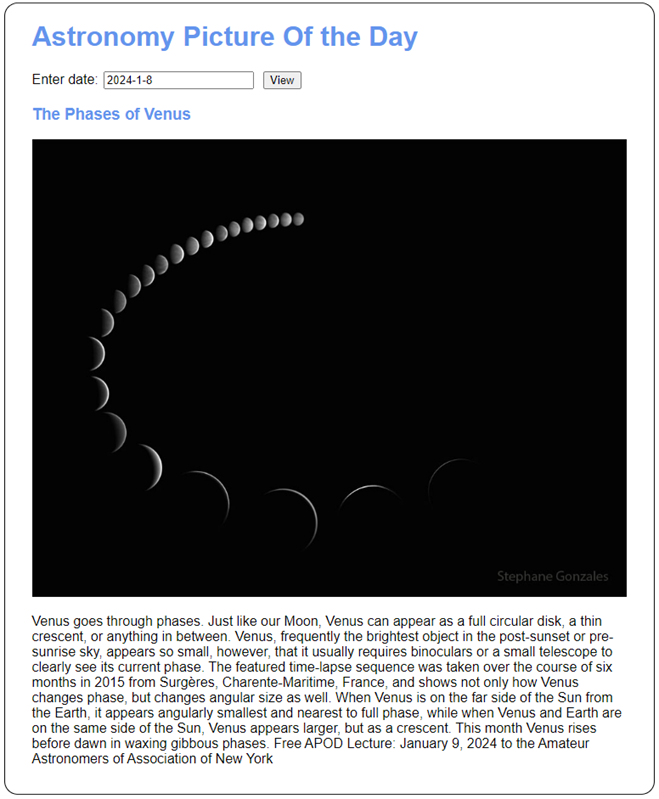 Astronomy Picture Of the Day
Enter date: 2024-1-8 View
The Phases of Venus
Stephane Gonzales
Venus goes through phases. Just like our Moon, Venus can appear as a full circular disk, a thin
crescent, or anything in between. Venus, frequently the brightest object in the post-sunset or pre-
sunrise sky, appears so small, however, that it usually requires binoculars or a small telescope to
clearly see its current phase. The featured time-lapse sequence was taken over the course of six
months in 2015 from Surgères, Charente-Maritime, France, and shows not only how Venus
changes phase, but changes angular size as well. When Venus is on the far side of the Sun from
the Earth, it appears angularly smallest and nearest to full phase, while when Venus and Earth are
on the same side of the Sun, Venus appears larger, but as a crescent. This month Venus rises
before dawn in waxing gibbous phases. Free APOD Lecture: January 9, 2024 to the Amateur
Astronomers of Association of New York